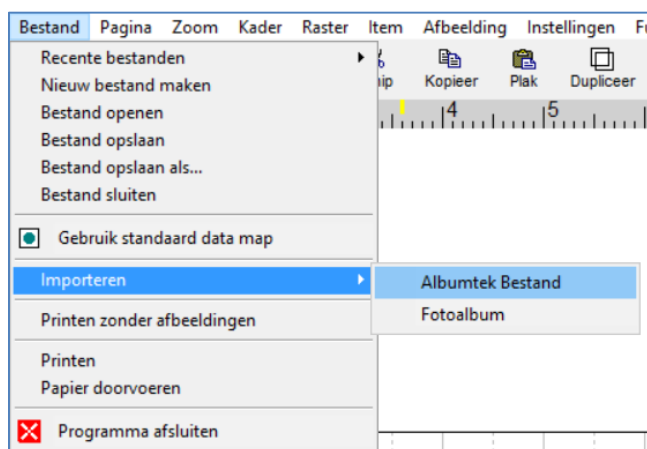 Bestand Pagina Zoom Kader Raster Item Afbeelding Instellingen
Recente bestanden
Nieuw bestand maken
Bestand openen
Bestand opslaan
Bestand opslaan als...
Bestand sluiten
Gebruik standaard data map
Importeren
Printen zonder afbeeldingen
Printen
Papier doorvoeren
Programma afsluiten
Kopieer Plak Dupliceer
4 5
Albumtek Bestand
Fotoalbum